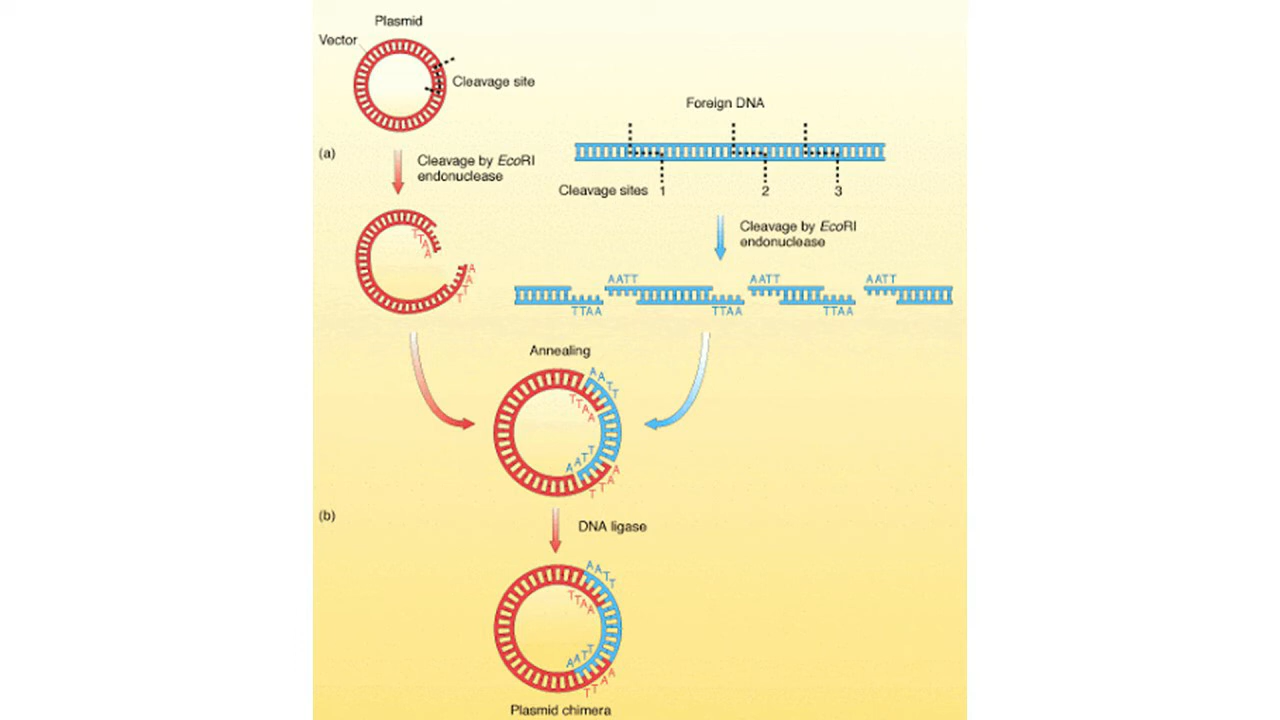 Plasmid
Vector
Cleavage site
Foreign DNA
(a)
Cleavage by EcoRI
endonuclease
Cleavage sites 1 2 3
Cleavage by EcoRI
endonuclease
TTAA
AATT
AATT
AATT
AATT
TTAA
TTAA
TTAA
Annealing
AATT
TTAA
AATT
TTAA
(b)
DNA ligase
AATT
TTAA
AATT
TTAA
Plasmid chimera